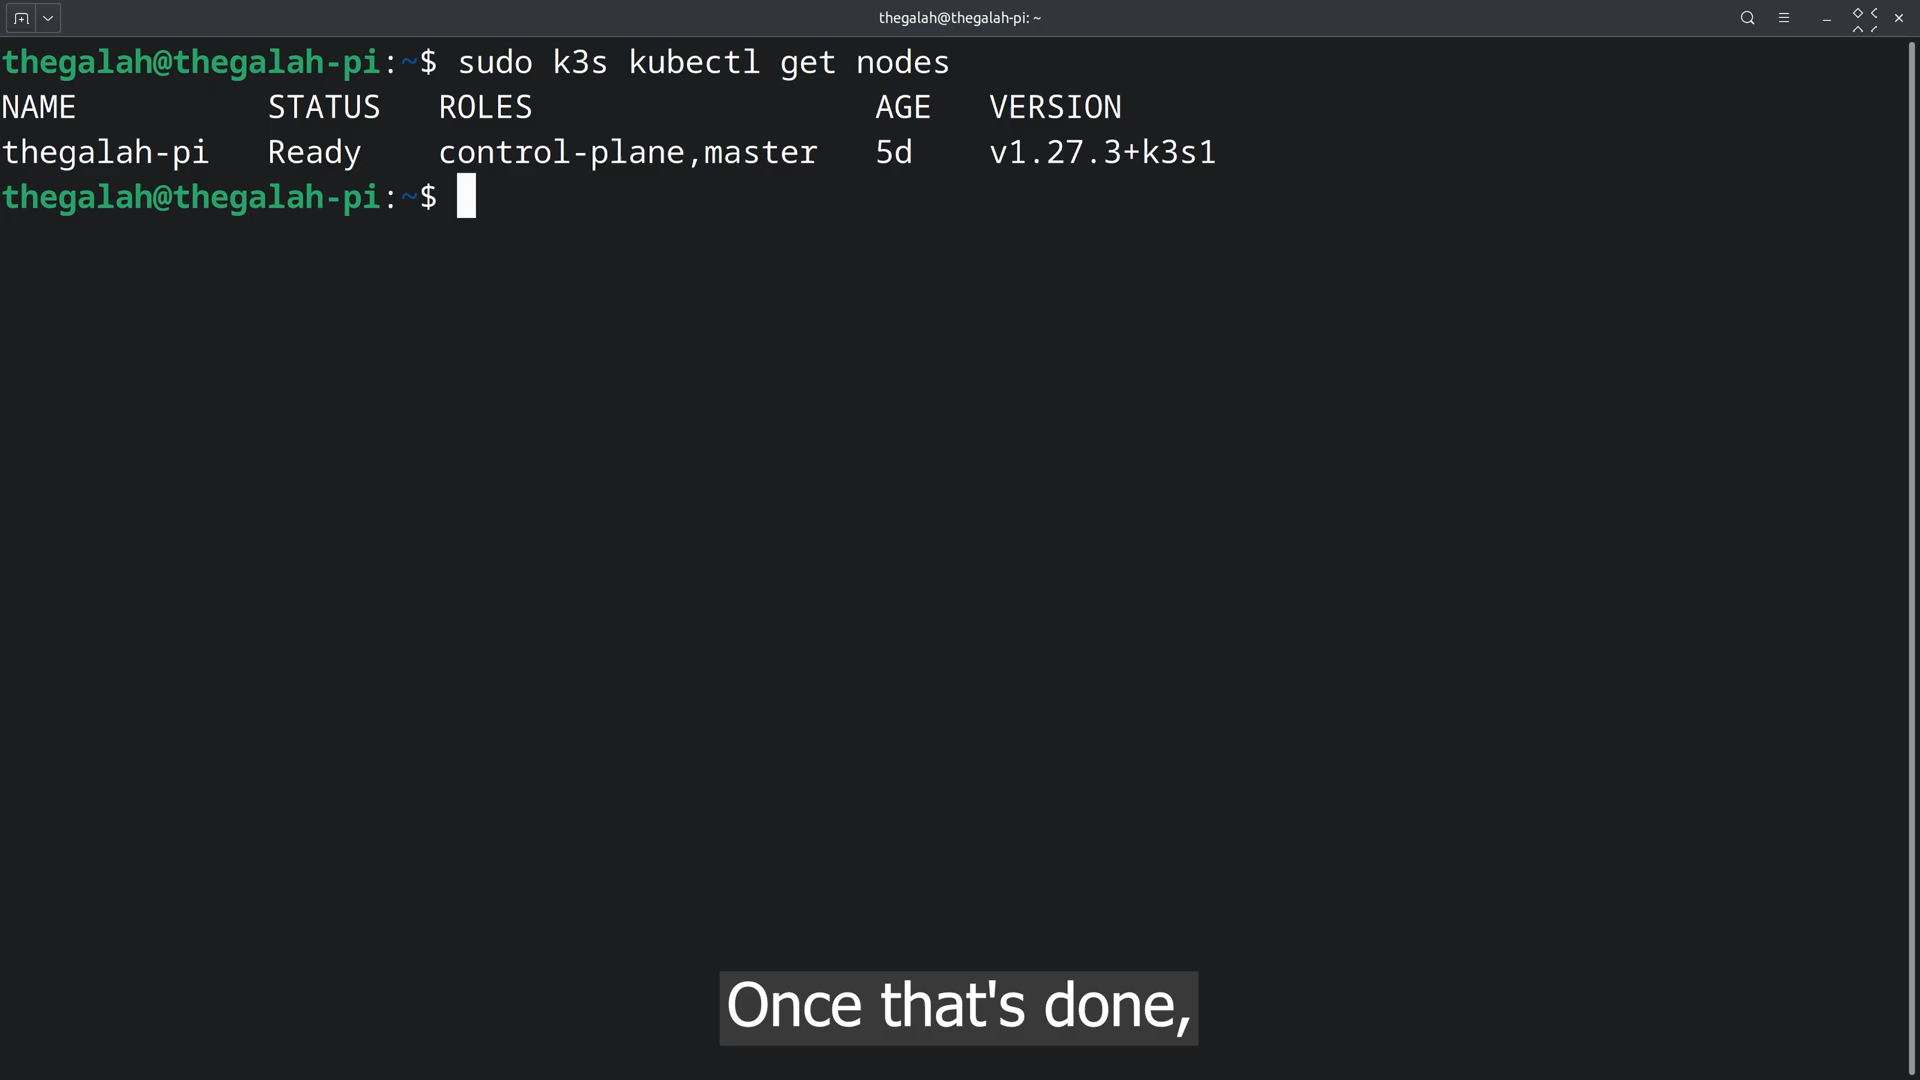 thegalah@thegalah-pi: ~
thegalah@thegalah-pi:~$ sudo k3s kubectl get nodes
NAME STATUS ROLES AGE VERSION
thegalah-pi Ready control-plane,master 5d v1.27.3+k3s1
thegalah@thegalah-pi:~$
Once that's done,